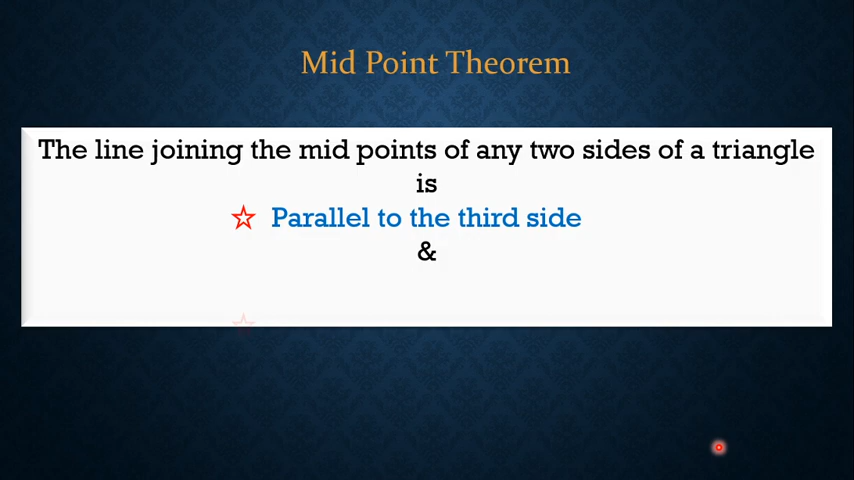 Mid Point Theorem
The line joining the mid points of any two sides of a triangle
is
☆ Parallel to the third side
&